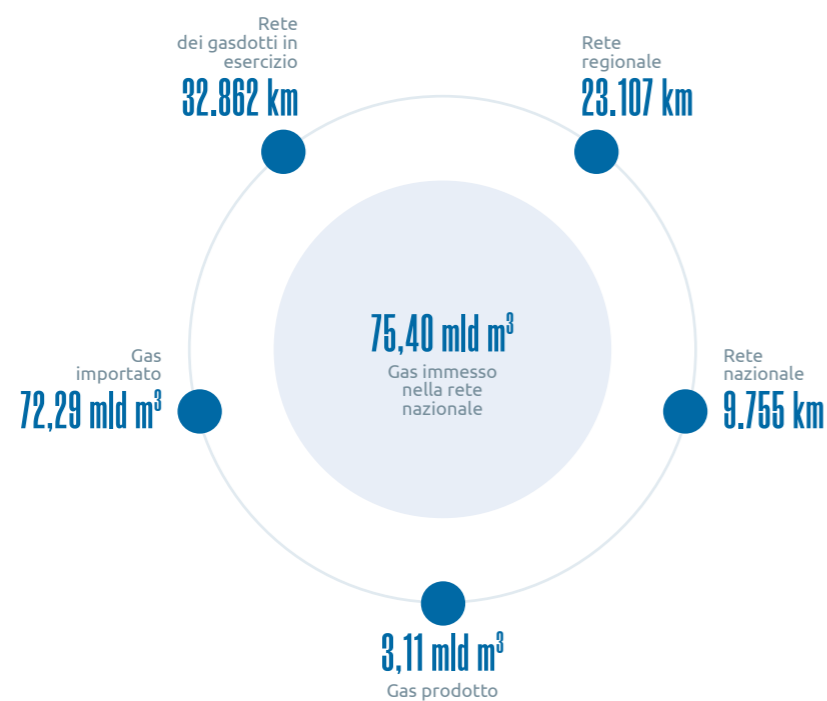 Rete
dei gasdotti in
esercizio
32.862 km
Rete
regionale
23.107 km
75,40 mld m³
Gas immesso
nella rete
nazionale
Gas
importato
72,29 mld m³
Rete
nazionale
9.755 km
3,11 mld m³
Gas prodotto